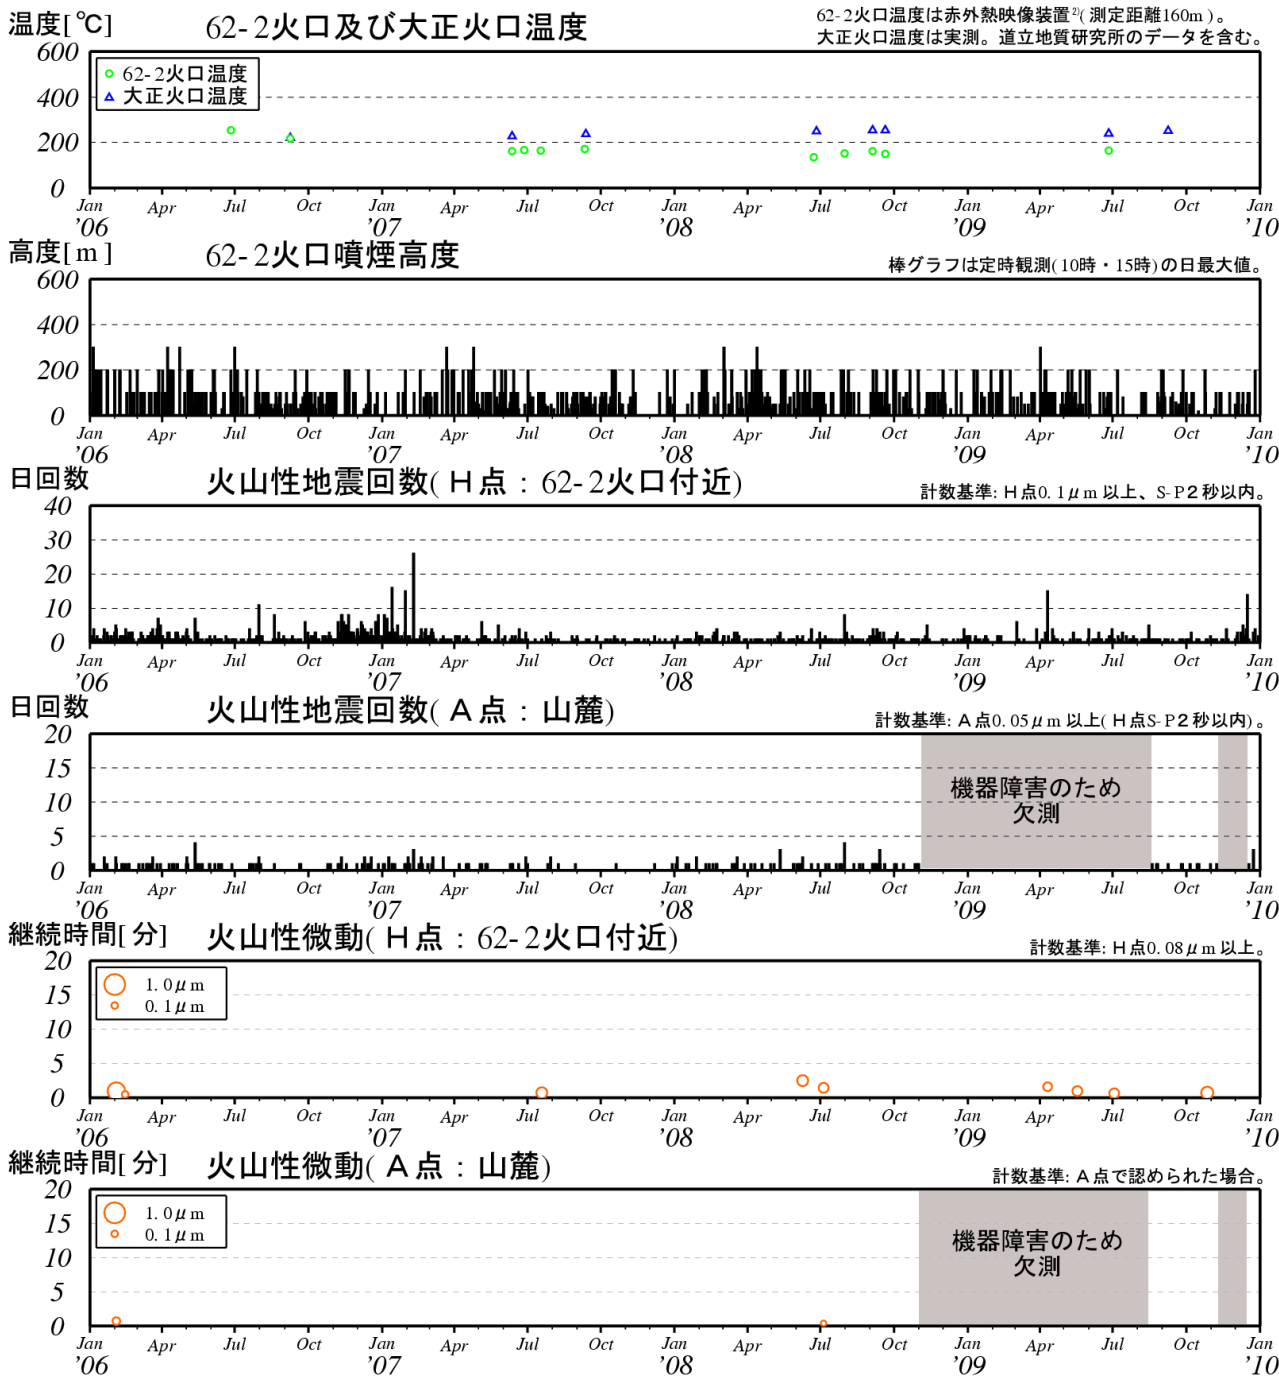 温度[℃]
62-2火口及び大正火口温度
62-2火口温度は赤外熱映像装置2)(測定距離160m)。
大正火口温度は実測。道立地質研究所のデータを含む。
600
400
200
0
62-2火口温度
大正火口温度
Jan Apr Jul Oct Jan Apr Jul Oct Jan Apr Jul Oct Jan Apr Jul Oct Jan
'06 '07 '08 '09 '10
高度[m]
62-2火口噴煙高度
棒グラフは定時観測(10時・15時)の日最大値。
600
400
200
0
Jan Apr Jul Oct Jan Apr Jul Oct Jan Apr Jul Oct Jan Apr Jul Oct Jan
'06 '07 '08 '09 '10
日回数
火山性地震回数(H点：62-2火口付近)
計数基準:H点0.1μm以上、S-P2秒以内。
40
30
20
10
0
Jan Apr Jul Oct Jan Apr Jul Oct Jan Apr Jul Oct Jan Apr Jul Oct Jan
'06 '07 '08 '09 '10
日回数
火山性地震回数(A点：山麓)
計数基準:A点0.05μm以上(H点S-P2秒以内)。
20
15
10
5
0
機器障害のため
欠測
Jan Apr Jul Oct Jan Apr Jul Oct Jan Apr Jul Oct Jan Apr Jul Oct Jan
'06 '07 '08 '09 '10
継続時間[分]
火山性微動(H点：62-2火口付近)
計数基準:H点0.08μm以上。
20
15
10
5
0
1.0μm
0.1μm
Jan Apr Jul Oct Jan Apr Jul Oct Jan Apr Jul Oct Jan Apr Jul Oct Jan
'06 '07 '08 '09 '10
継続時間[分]
火山性微動(A点：山麓)
計数基準:A点で認められた場合。
20
15
10
5
0
1.0μm
0.1μm
機器障害のため
欠測
Jan Apr Jul Oct Jan Apr Jul Oct Jan Apr Jul Oct Jan Apr Jul Oct Jan
'06 '07 '08 '09 '10